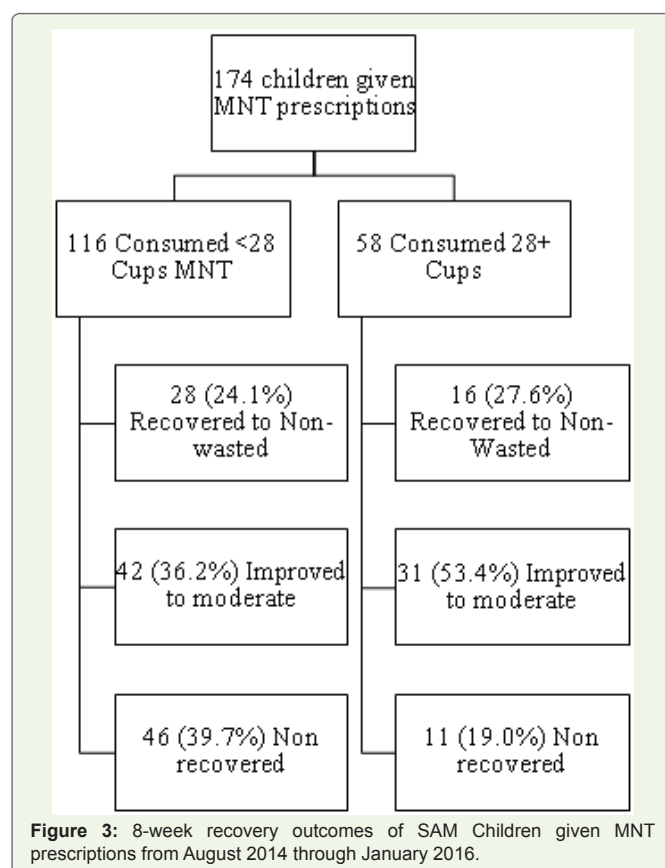 174 children given
MNT prescriptions
116 Consumed <28
Cups MNT
58 Consumed 28+
Cups
28 (24.1%)
Recovered to Non-
wasted
16 (27.6%)
Recovered to Non-
Wasted
42 (36.2%) Improved
to moderate
31 (53.4%) Improved
to moderate
46 (39.7%) Non
recovered
11 (19.0%) Non
recovered
Figure 3: 8-week recovery outcomes of SAM Children given MNT
prescriptions from August 2014 through January 2016.